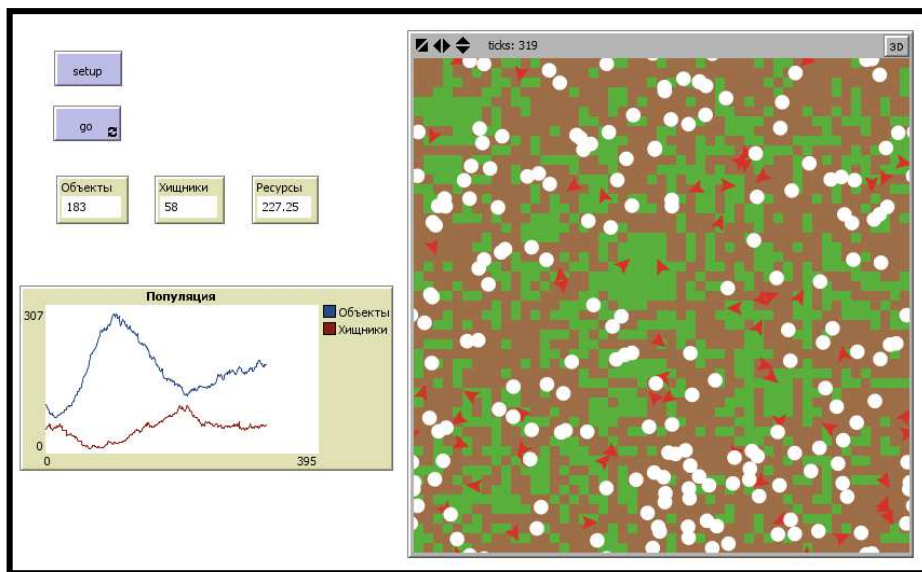 ticks: 319
3D
setup
go
Объекты
183
Хищники
58
Ресурсы
227.25
Популяция
307
0
0
395
Объекты
Хищники